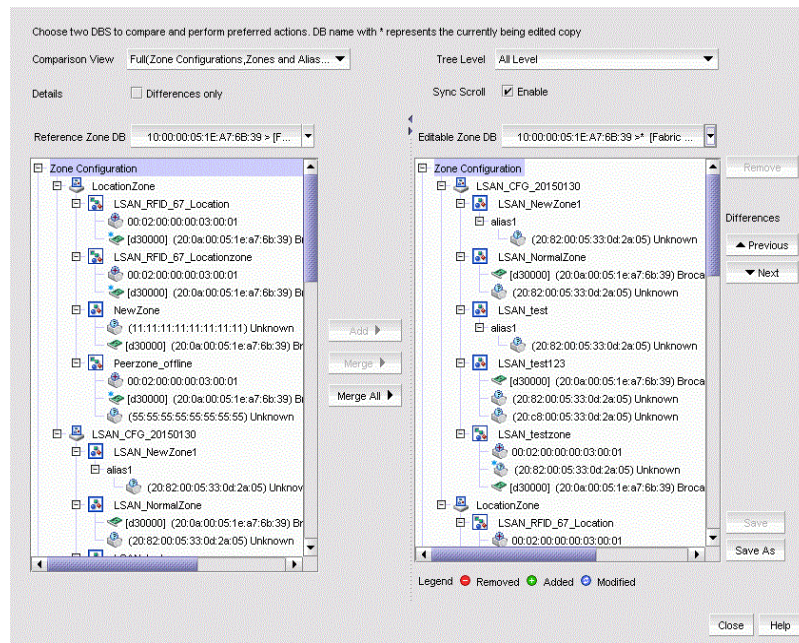 Choose two DBS to compare and perform preferred actions. DB name with * represents the currently being edited copy
Comparison View Full(Zone Configurations,Zones and Alias...
Tree Level All Level
Details Differences only
Sync Scroll Enable
Reference Zone DB 10:00:00:05:1E:A7:6B:39 > [F...
Editable Zone DB 10:00:00:05:1E:A7:6B:39 >* [Fabric ...
Zone Configuration
LocationZone
LSAN_RFID_67_Location
00:02:00:00:00:03:00:01
[d30000] (20:0a:00:05:1e:a7:6b:39) Br
LSAN_RFID_67_Locationzone
00:02:00:00:00:03:00:01
[d30000] (20:0a:00:05:1e:a7:6b:39) Br
NewZone
(11:11:11:11:11:11:11:11) Unknown
[d30000] (20:0a:00:05:1e:a7:6b:39) Br
Peerzone_offline
00:02:00:00:00:03:00:01
[d30000] (20:0a:00:05:1e:a7:6b:39) Br
(55:55:55:55:55:55:55:55) Unknown
LSAN_CFG_20150130
LSAN_NewZone1
alias1
(20:82:00:05:33:0d:2a:05) Unknov
LSAN_NormalZone
[d30000] (20:0a:00:05:1e:a7:6b:39) Br
(20:82:00:05:33:0d:2a:05) Unknown
Add
Merge
Merge All
Zone Configuration
LSAN_CFG_20150130
LSAN_NewZone1
alias1
(20:82:00:05:33:0d:2a:05) Unknown
LSAN_NormalZone
[d30000] (20:0a:00:05:1e:a7:6b:39) Broca
(20:82:00:05:33:0d:2a:05) Unknown
LSAN_test
alias1
(20:82:00:05:33:0d:2a:05) Unknown
LSAN_test123
[d30000] (20:0a:00:05:1e:a7:6b:39) Broca
(20:82:00:05:33:0d:2a:05) Unknown
(20:c8:00:05:33:0d:2a:05) Unknown
LSAN_testzone
00:02:00:00:00:03:00:01
(20:82:00:05:33:0d:2a:05) Unknown
[d30000] (20:0a:00:05:1e:a7:6b:39) Broca
LocationZone
LSAN_RFID_67_Location
00:02:00:00:00:03:00:01
Remove
Differences
Previous
Next
Save
Save As
Legend Removed Added Modified
Close Help